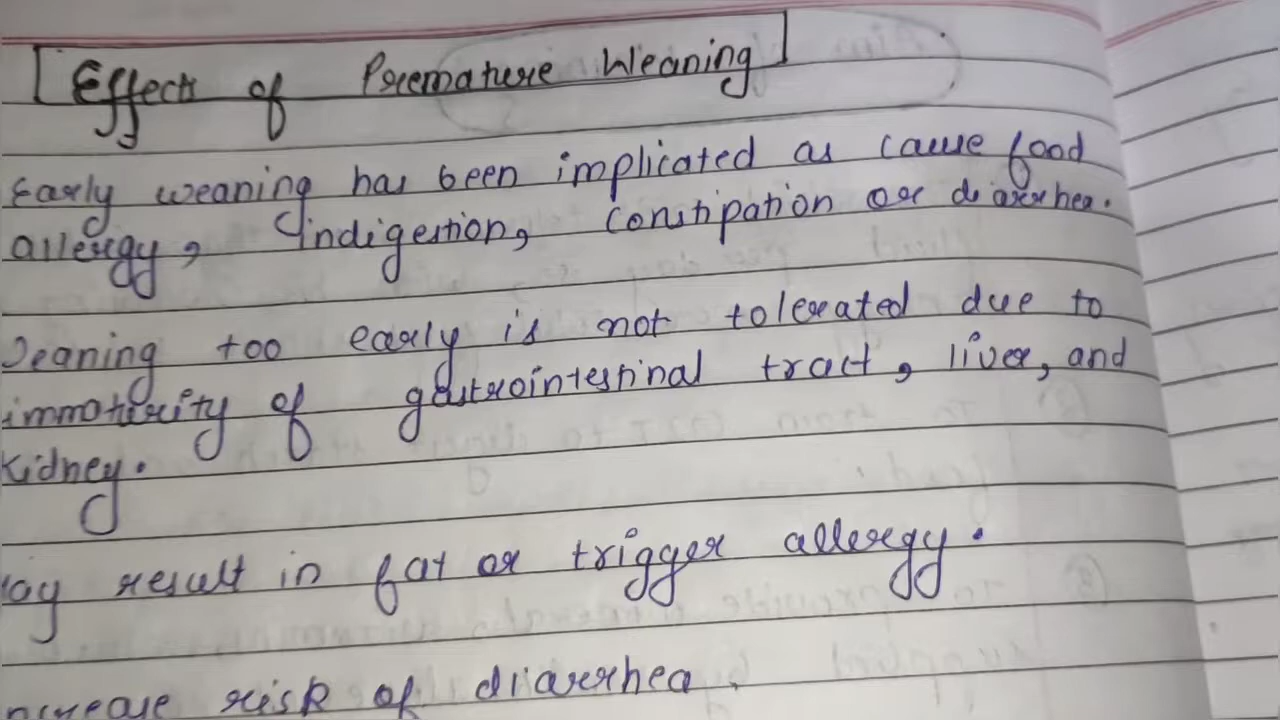 Effects of Premature Weaning
Early weaning has been implicated as cause food
allergy, indigestion, constipation or diarrhea.
Weaning too early is not tolerated due to
immaturity of gastrointestinal tract, liver, and
kidney.
May result in fat or trigger allergy.
increase risk of diarrhea.